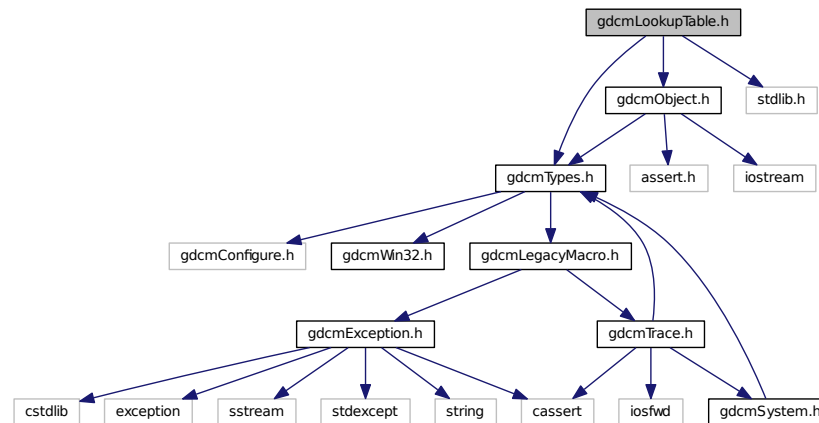 gdcmLookupTable.h
gdcmObject.h
stdlib.h
gdcmTypes.h
assert.h
iostream
gdcmConfigure.h
gdcmWin32.h
gdcmLegacyMacro.h
gdcmException.h
gdcmTrace.h
cstdlib
exception
sstream
stdexcept
string
cassert
iosfwd
gdcmSystem.h